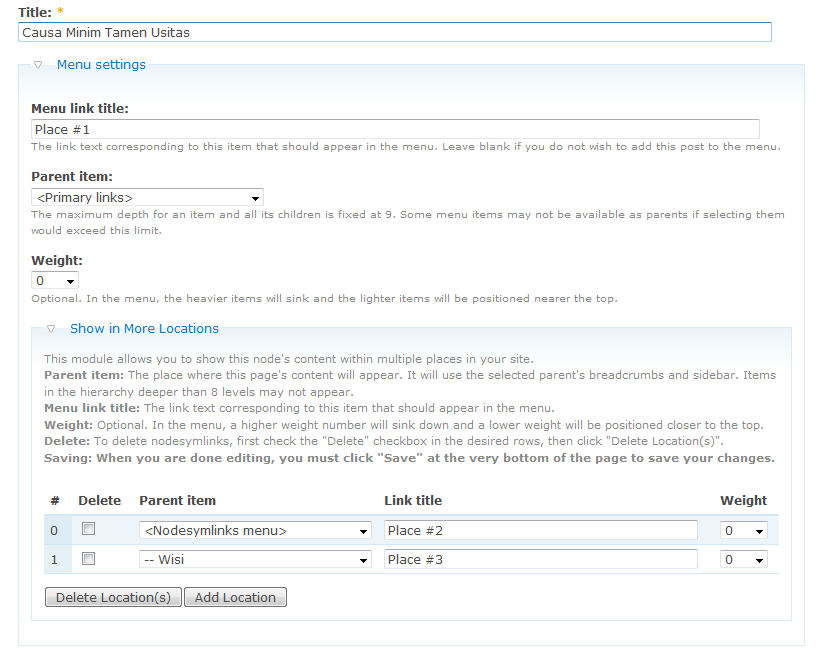 Title: *
Causa Minim Tamen Usitas
Menu settings
Menu link title:
Place #1
The link text corresponding to this item that should appear in the menu. Leave blank if you do not wish to add this post to the menu.
Parent item:
<Primary links>
The maximum depth for an item and all its children is fixed at 9. Some menu items may not be available as parents if selecting them
would exceed this limit.
Weight:
0
Optional. In the menu, the heavier items will sink and the lighter items will be positioned nearer the top.
Show in More Locations
This module allows you to show this node's content within multiple places in your site.
Parent item: The place where this page's content will appear. It will use the selected parent's breadcrumbs and sidebar. Items
in the hierarchy deeper than 8 levels may not appear.
Menu link title: The link text corresponding to this item that should appear in the menu.
Weight: Optional. In the menu, a higher weight number will sink down and a lower weight will be positioned closer to the top.
Delete: To delete nodesymlinks, first check the "Delete" checkbox in the desired rows, then click "Delete Location(s)".
Saving: When you are done editing, you must click "Save" at the very bottom of the page to save your changes.
# Delete Parent item Link title Weight
0 <Nodesymlinks menu> Place #2 0
1 -- Wisi Place #3 0
Delete Location(s) Add Location